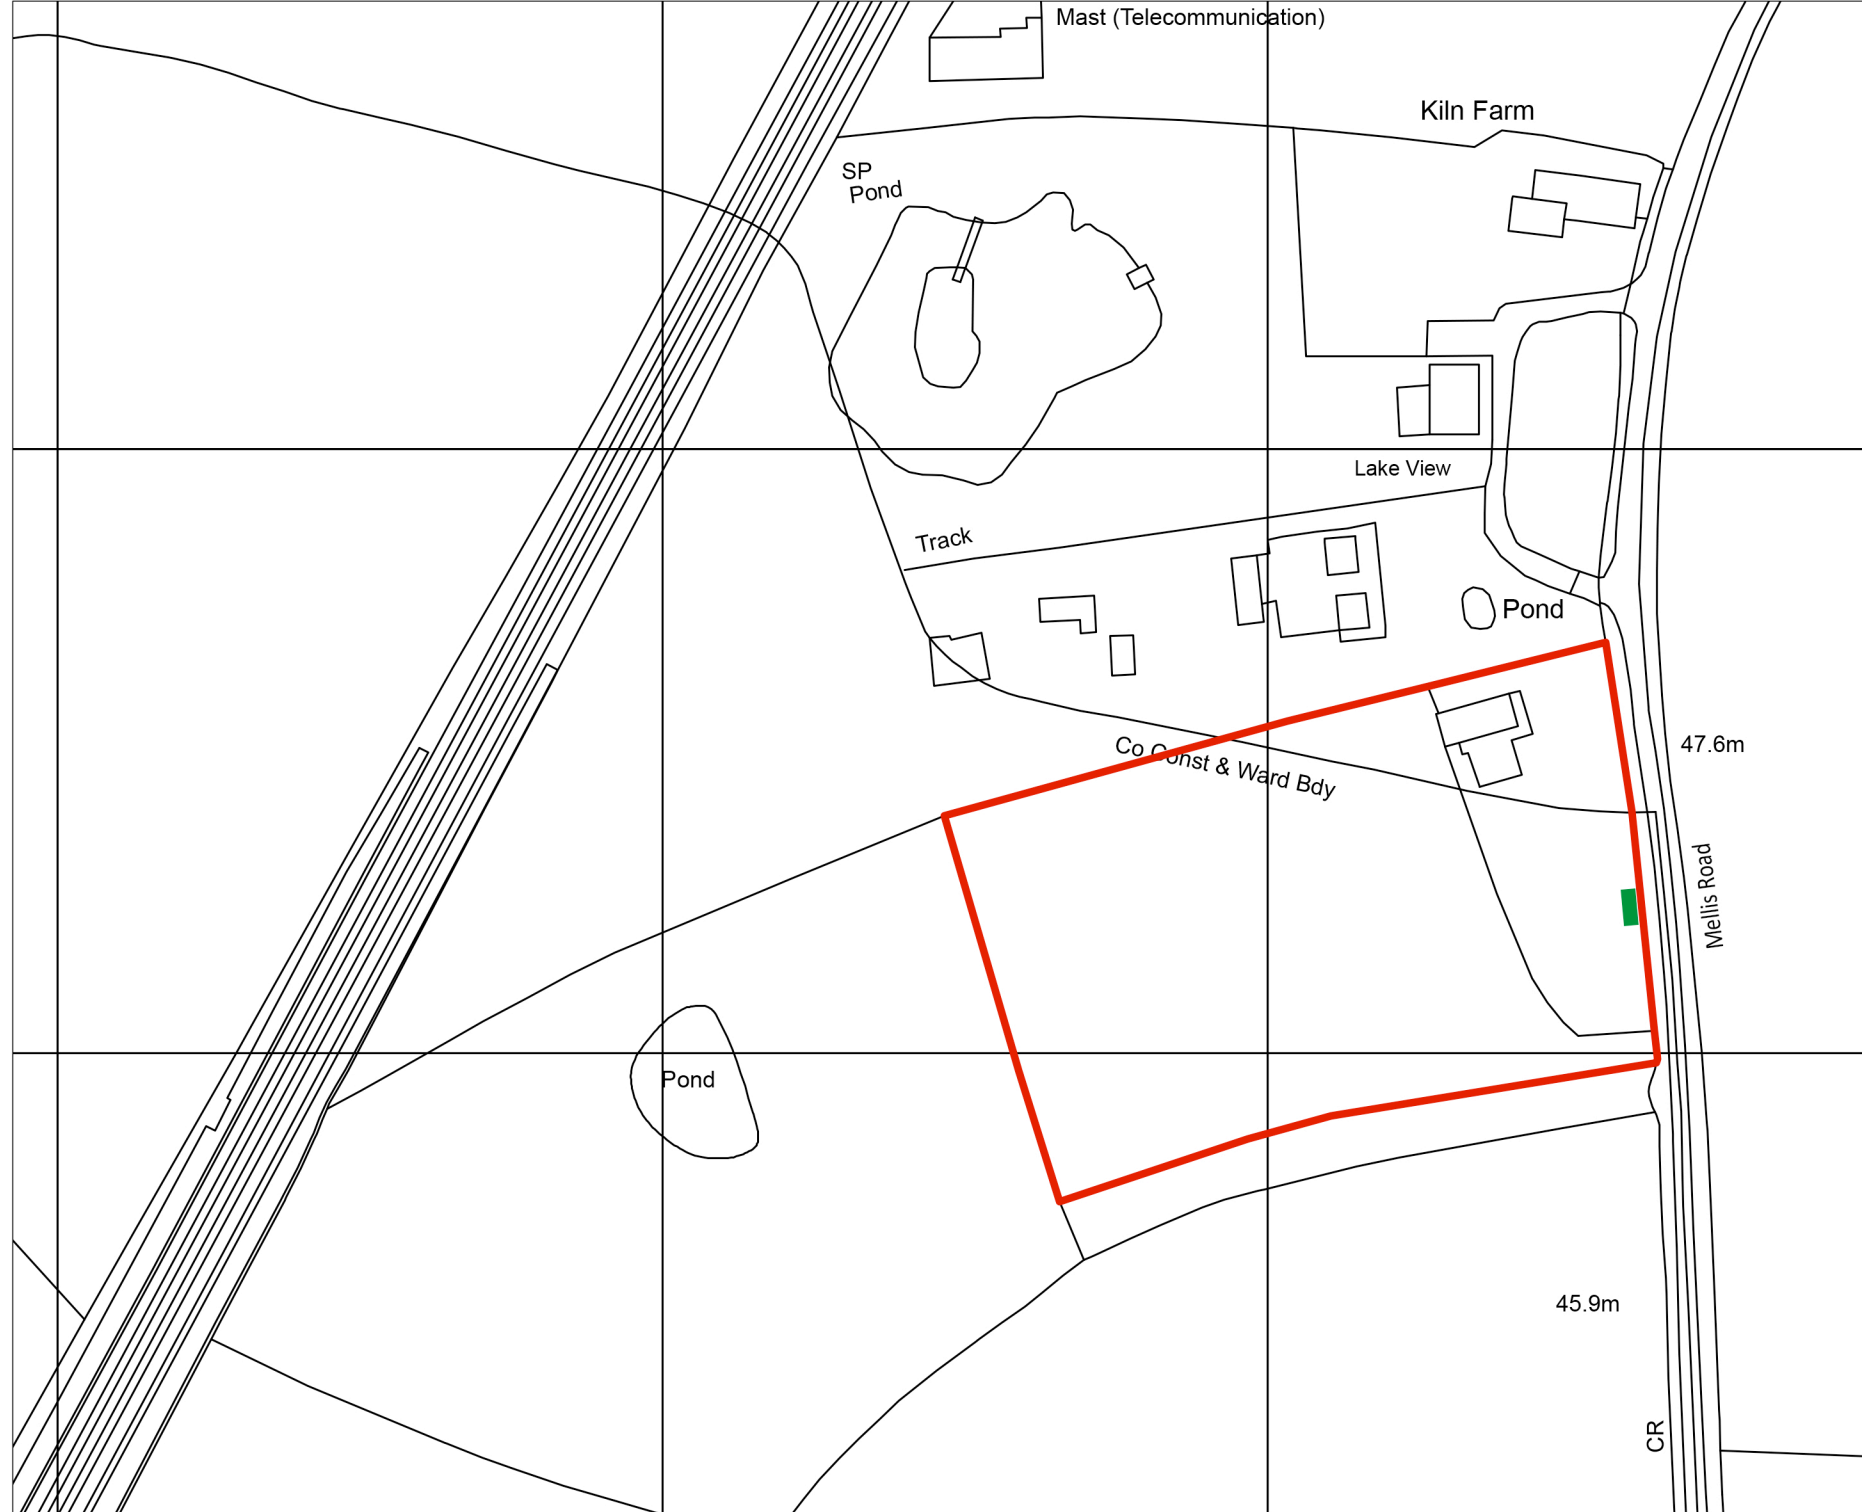 Mast (Telecommunication)
Kiln Farm
SP
Pond
Lake View
Track
Pond
Co Const & Ward Bdy
47.6m
Mellis Road
Pond
45.9m
CR